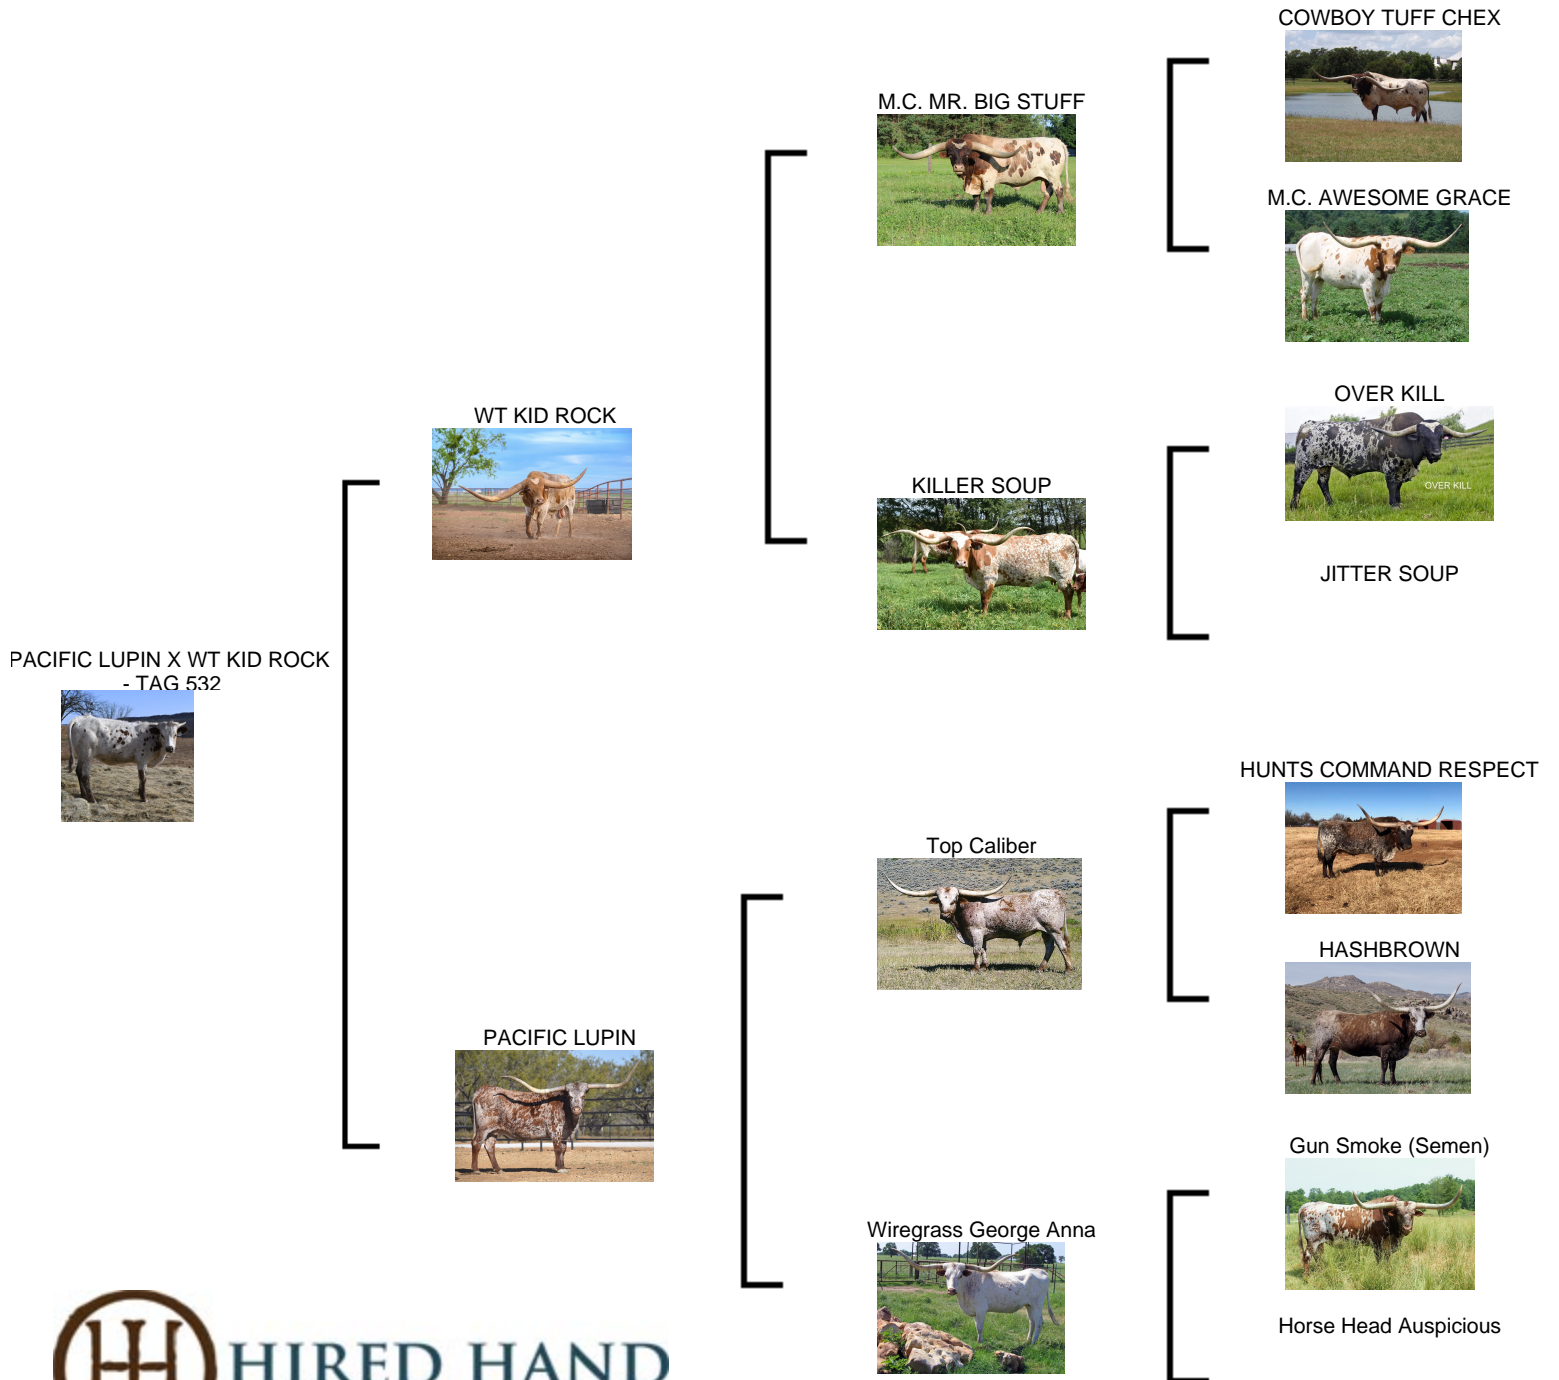 COWBOY TUFF CHEX
M.C. MR. BIG STUFF
M.C. AWESOME GRACE
OVER KILL
WT KID ROCK
OVER KILL
KILLER SOUP
JITTER SOUP
PACIFIC LUPIN X WT KID ROCK
- TAG 532
HUNTS COMMAND RESPECT
Top Caliber
HASHBROWN
PACIFIC LUPIN
Gun Smoke (Semen)
Wiregrass George Anna
Horse Head Auspicious
HH HIRED HAND